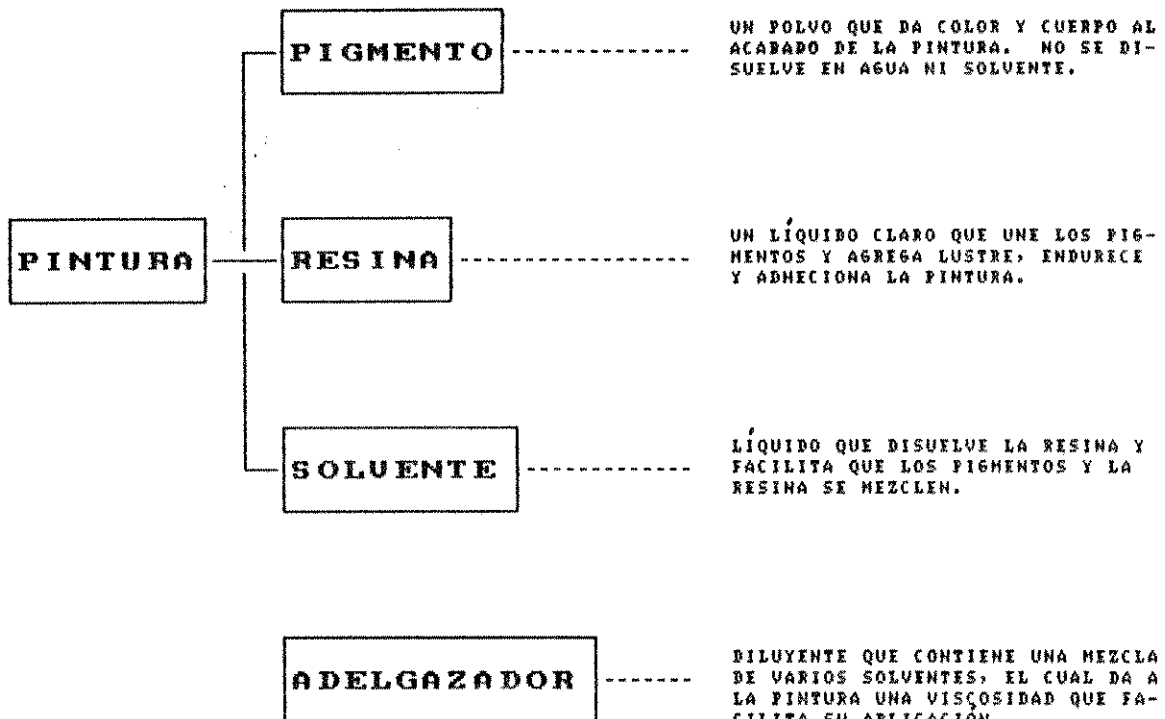 PIGMENTO
UN POLVO QUE DA COLOR Y CUERPO AL
ACABADO DE LA PINTURA. NO SE DI-
SUELVE EN AGUA NI SOLVENTE.
PINTURA
RESINA
UN LÍQUIDO CLARO QUE UNE LOS PIG-
MENTOS Y AGREGA LUSTRE, ENDURECE
Y ADHECIONA LA PINTURA.
SOLVENTE
LÍQUIDO QUE DISUELVE LA RESINA Y
FACILITA QUE LOS PIGMENTOS Y LA
RESINA SE MEZCLEN.
ADELGAZADOR
DILUYENTE QUE CONTIENE UNA MEZCLA
DE VARIOS SOLVENTES, EL CUAL DA A
LA PINTURA UNA VISCOSIDAD QUE FA-
CILITA SU APLICACIÓN